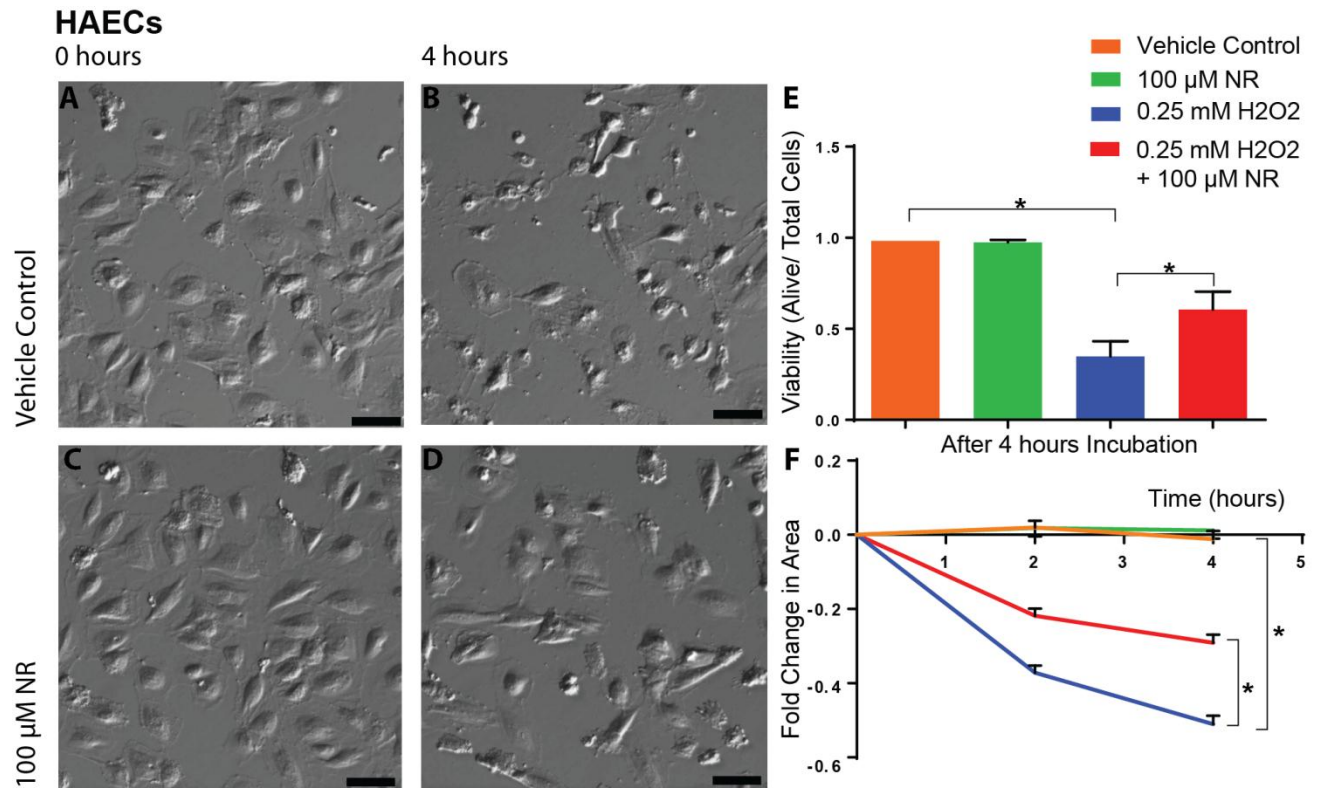 HAECs
0 hours
4 hours
Vehicle Control
100 µM NR
A
B
C
D
Vehicle Control
100 µM NR
0.25 mM H2O2
0.25 mM H2O2
+ 100 µM NR
E
Viability (Alive/ Total Cells)
1.5
1.0
0.5
0.0
*
*
After 4 hours Incubation
F
Fold Change in Area
Time (hours)
0.2
0.0
-0.2
-0.4
-0.6
1 2 3 4 5
*
*